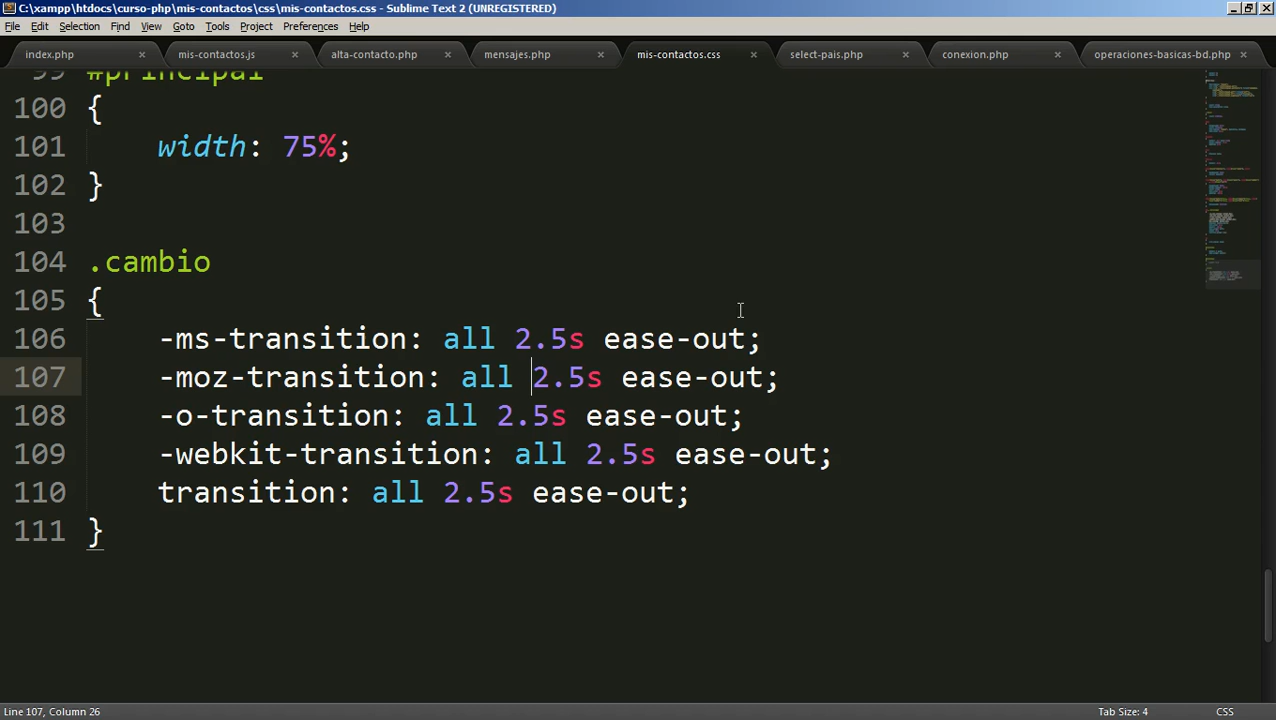 C:\xampp\htdocs\curso-php\mis-contactos\css\mis-contactos.css - Sublime Text 2 (UNREGISTERED)
File Edit Selection Find View Goto Tools Project Preferences Help
index.php mis-contactos.js alta-contacto.php mensajes.php mis-contactos.css select-pais.php conexion.php operaciones-basicas-bd.php
99 #principal
100 {
101 width: 75%;
102 }
103
104 .cambio
105 {
106 -ms-transition: all 2.5s ease-out;
107 -moz-transition: all 2.5s ease-out;
108 -o-transition: all 2.5s ease-out;
109 -webkit-transition: all 2.5s ease-out;
110 transition: all 2.5s ease-out;
111 }
Line 107, Column 26 Tab Size: 4 CSS